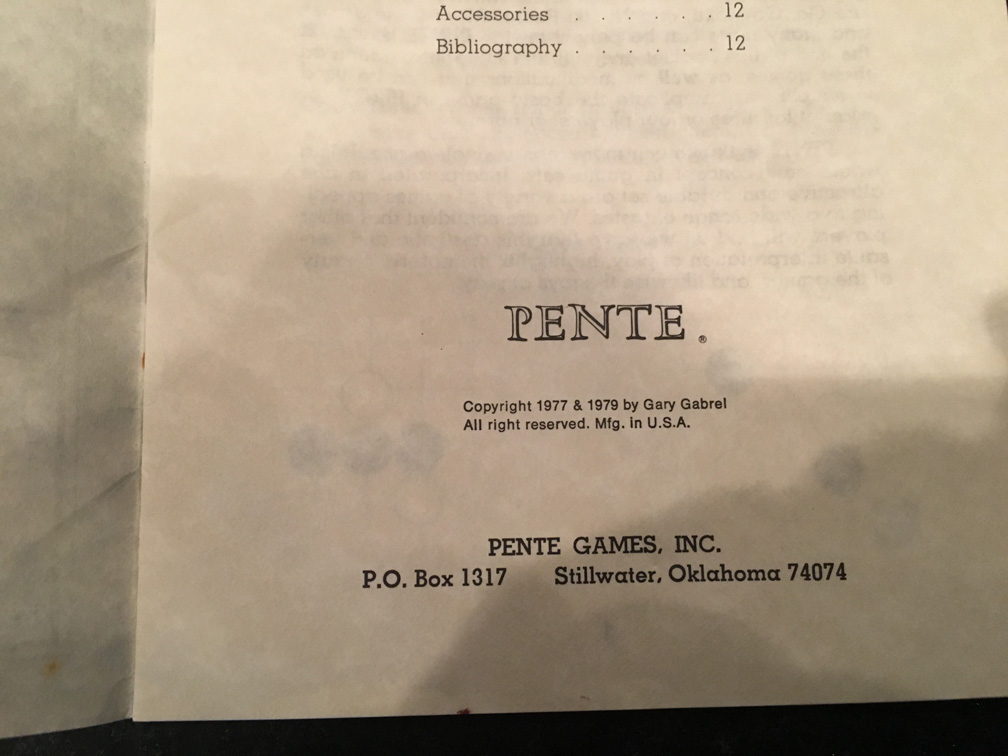 Accessories . . . . . . 12
Bibliography . . . . . . 12
PENTE ®
Copyright 1977 & 1979 by Gary Gabrel
All right reserved. Mfg. in U.S.A.
PENTE GAMES, INC.
P.O. Box 1317 Stillwater, Oklahoma 74074